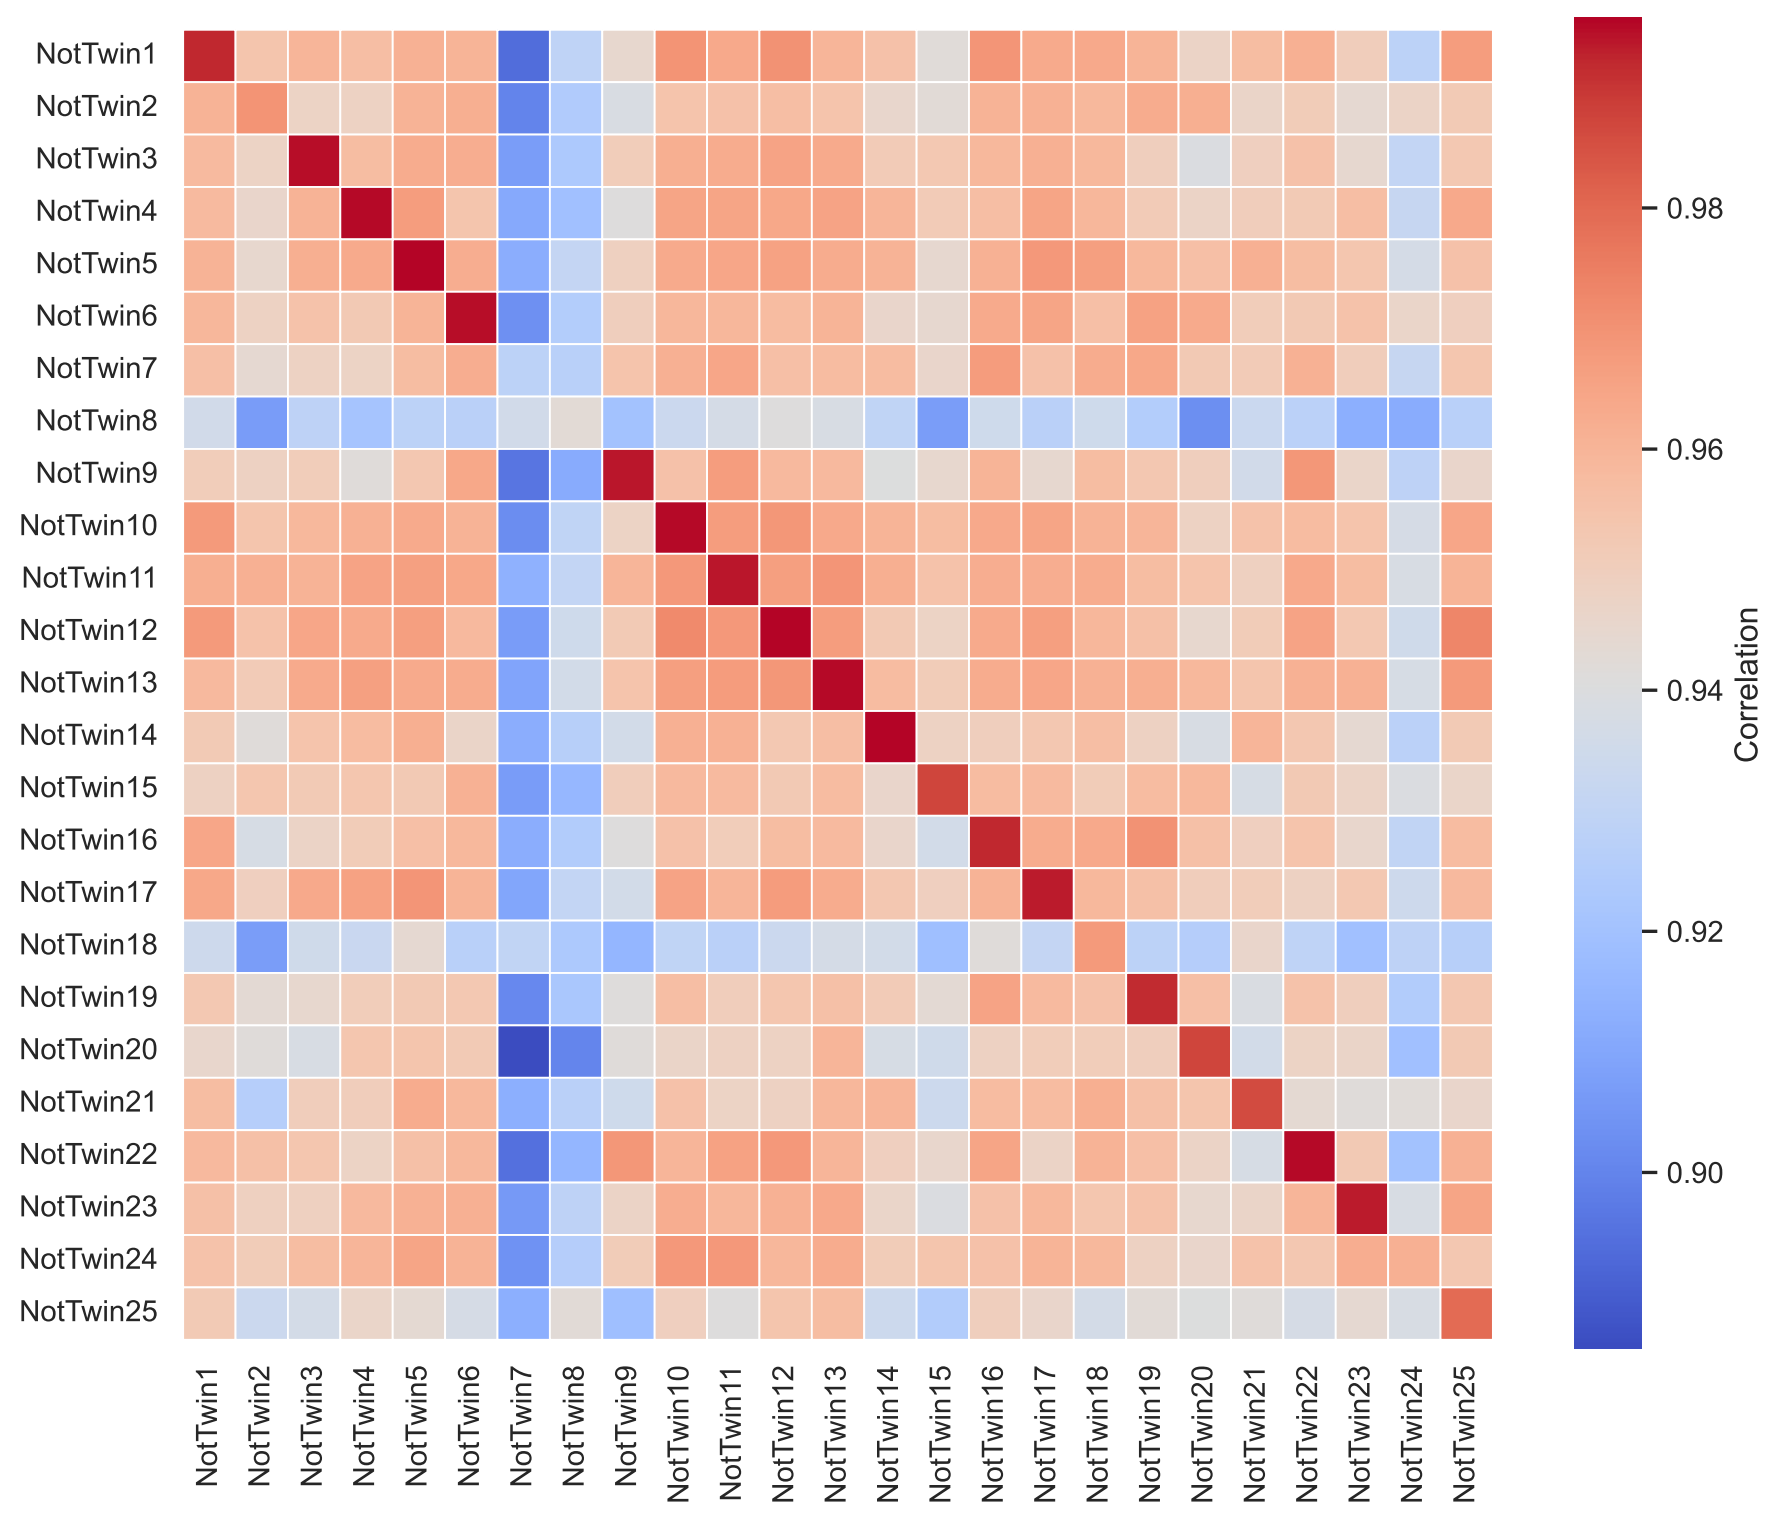 NotTwin1
NotTwin2
NotTwin3
NotTwin4
NotTwin5
NotTwin6
NotTwin7
NotTwin8
NotTwin9
NotTwin10
NotTwin11
NotTwin12
NotTwin13
NotTwin14
NotTwin15
NotTwin16
NotTwin17
NotTwin18
NotTwin19
NotTwin20
NotTwin21
NotTwin22
NotTwin23
NotTwin24
NotTwin25
NotTwin1
NotTwin2
NotTwin3
NotTwin4
NotTwin5
NotTwin6
NotTwin7
NotTwin8
NotTwin9
NotTwin10
NotTwin11
NotTwin12
NotTwin13
NotTwin14
NotTwin15
NotTwin16
NotTwin17
NotTwin18
NotTwin19
NotTwin20
NotTwin21
NotTwin22
NotTwin23
NotTwin24
NotTwin25
0.98
0.96
0.94
0.92
0.90
Correlation